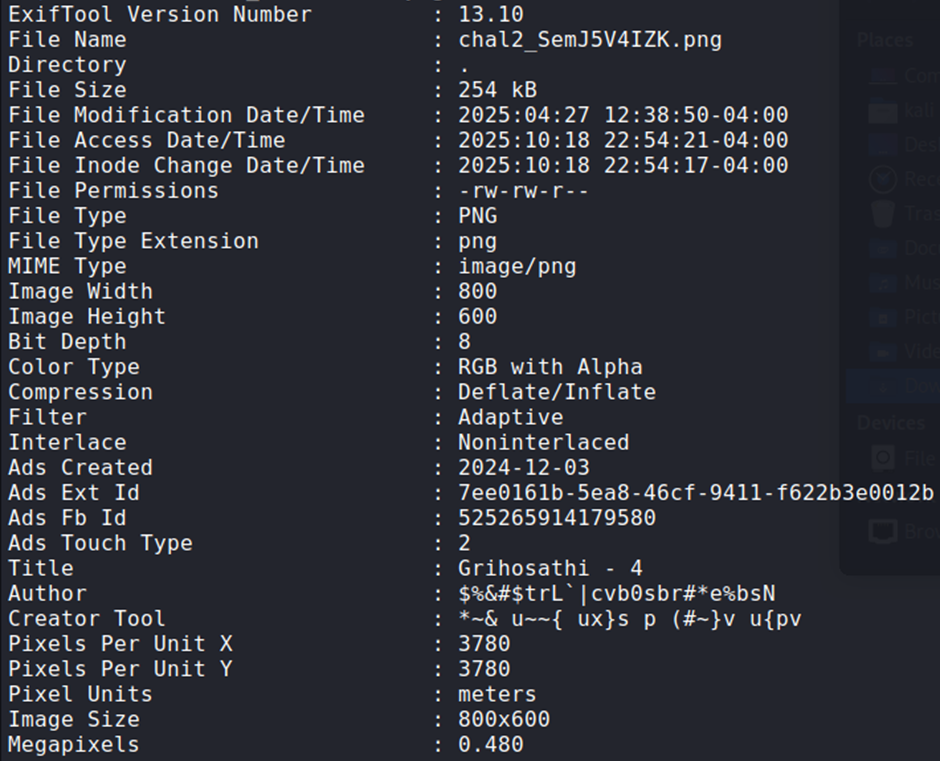 ExifTool Version Number : 13.10
File Name : chal2_SemJ5V4IZK.png
Directory : .
File Size : 254 kB
File Modification Date/Time : 2025:04:27 12:38:50-04:00
File Access Date/Time : 2025:10:18 22:54:21-04:00
File Inode Change Date/Time : 2025:10:18 22:54:17-04:00
File Permissions : -rw-rw-r--
File Type : PNG
File Type Extension : png
MIME Type : image/png
Image Width : 800
Image Height : 600
Bit Depth : 8
Color Type : RGB with Alpha
Compression : Deflate/Inflate
Filter : Adaptive
Interlace : Noninterlaced
Ads Created : 2024-12-03
Ads Ext Id : 7ee0161b-5ea8-46cf-9411-f622b3e0012b
Ads Fb Id : 525265914179580
Ads Touch Type : 2
Title : Grihosathi - 4
Author : $%&#$trL`|cvb0sbr#*e%bsN
Creator Tool : *~& u~~{ ux}s p (#~}v u{pv
Pixels Per Unit X : 3780
Pixels Per Unit Y : 3780
Pixel Units : meters
Image Size : 800x600
Megapixels : 0.480
Places
kali
Devices
File